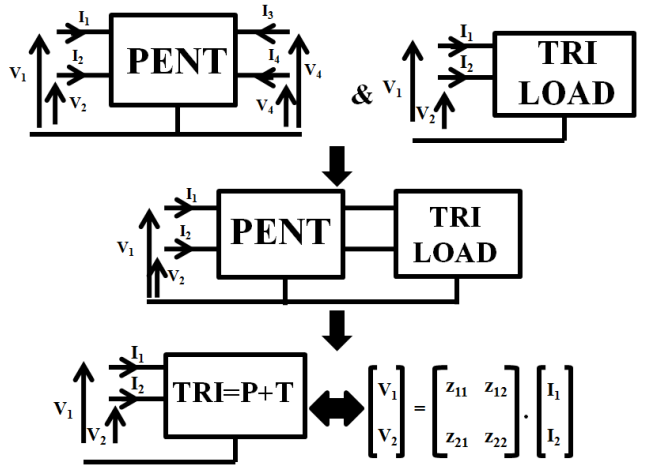 I1 I3
I2 PENT I4
V1 V2 V4 V4
&
I1 TRI
I2 LOAD
V1 V2
I1 TRI
I2 PENT LOAD
V1 V2
I1
I2 TRI=P+T
V1 V2
V1 = z11 z12 . I1
V2 z21 z22 I2